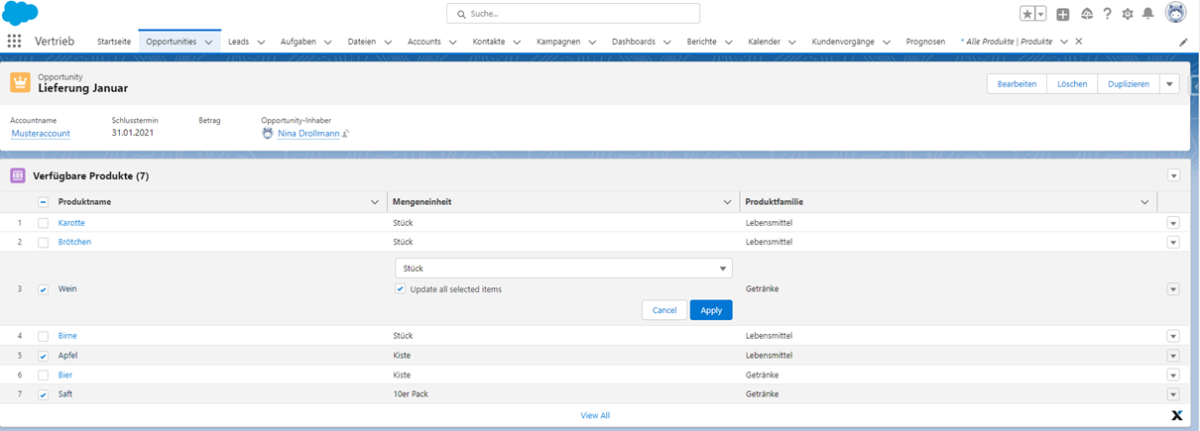 Suche...
Vertrieb Startseite Opportunities Leads Aufgaben Dateien Accounts Kontakte Kampagnen Dashboards Berichte Kalender Kundenvorgänge Prognosen * Alle Produkte | Produkte
Opportunity
Lieferung Januar
Bearbeiten Löschen Duplizieren
Accountname Schlusstermin Betrag Opportunity-Inhaber
Musteraccount 31.01.2021 Nina Drollmann
Verfügbare Produkte (7)
Produktname Mengeneinheit Produktfamilie
1 Karotte Stück Lebensmittel
2 Brötchen Stück Lebensmittel
Stück
3 Wein Update all selected items Getränke
Cancel Apply
4 Birne Stück Lebensmittel
5 Apfel Kiste Lebensmittel
6 Bier Kiste Getränke
7 Saft 10er Pack Getränke
View All